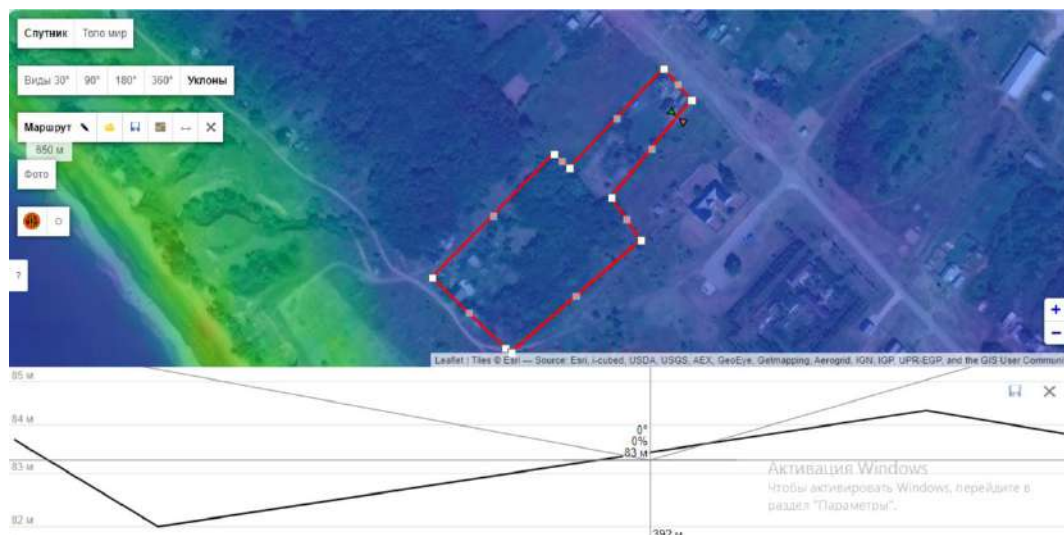 Спутник Топо мир
Виды 30° 90° 180° 360° Уклоны
Маршрут
650 м
Фото
?
+
−
Leaflet | Tiles © Esri — Source: Esri, i-cubed, USDA, USGS, AEX, GeoEye, Getmapping, Aerogrid, IGN, IGP, UPR-EGP, and the GIS User Communi
85 м
84 м
0°
0%
83 м
83 м
Активация Windows
Чтобы активировать Windows, перейдите в
раздел "Параметры".
82 м
392 м